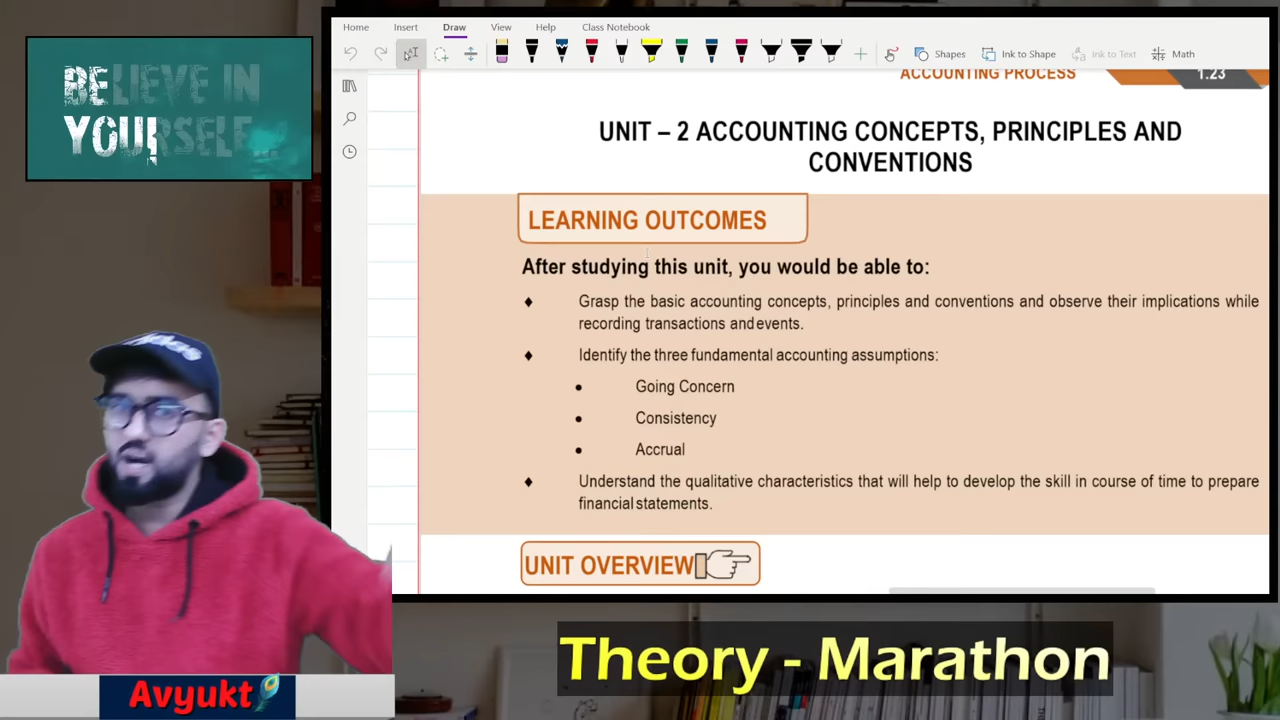 BELIEVE IN
YOURSELF...
Home Insert Draw View Help Class Notebook
Shapes Ink to Shape Ink to Text Math
ACCOUNTING PROCESS 1.23
UNIT – 2 ACCOUNTING CONCEPTS, PRINCIPLES AND
CONVENTIONS
LEARNING OUTCOMES
After studying this unit, you would be able to:
♦ Grasp the basic accounting concepts, principles and conventions and observe their implications while
recording transactions and events.
♦ Identify the three fundamental accounting assumptions:
• Going Concern
• Consistency
• Accrual
♦ Understand the qualitative characteristics that will help to develop the skill in course of time to prepare
financial statements.
UNIT OVERVIEW
adidas
Avyukt
Theory - Marathon